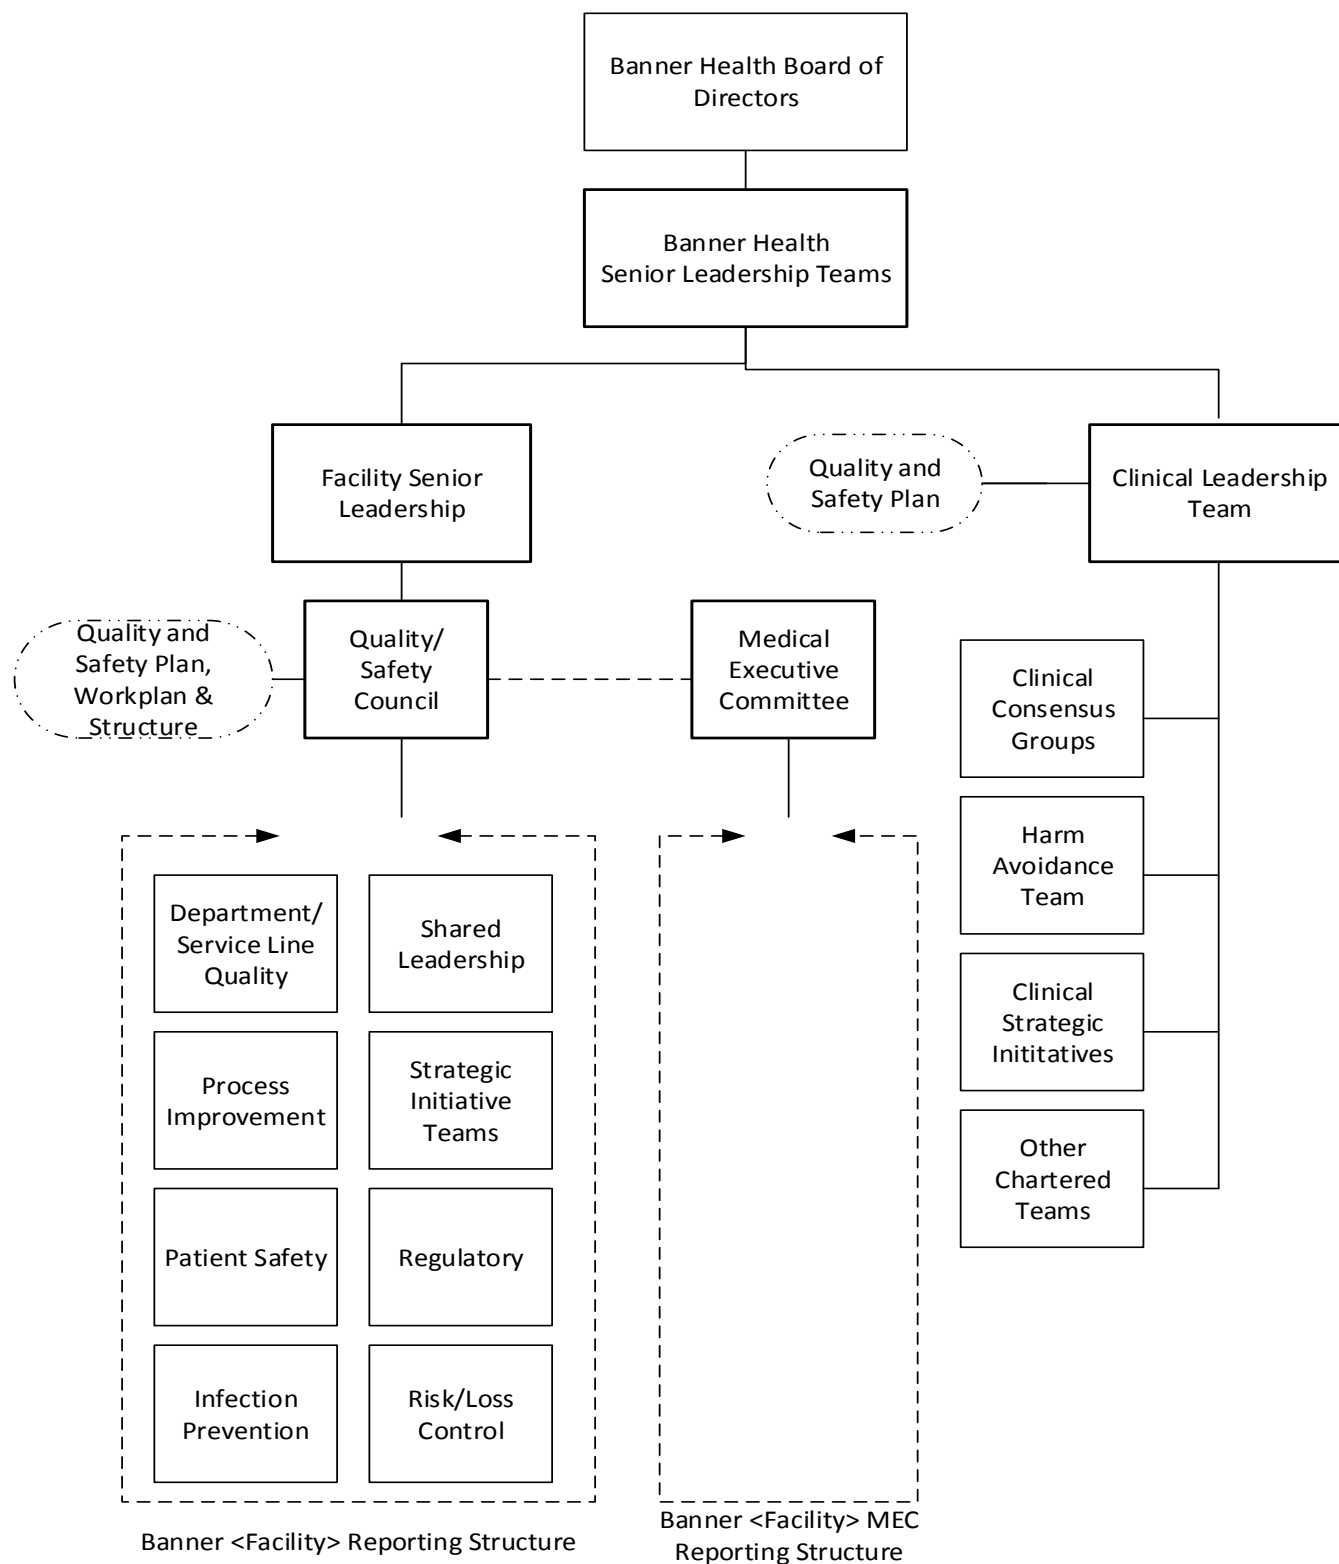 Banner Health Board of
Directors
Banner Health
Senior Leadership Teams
Facility Senior
Leadership
Quality and
Safety Plan
Clinical Leadership
Team
Quality and
Safety Plan,
Workplan &
Structure
Quality/
Safety
Council
Medical
Executive
Committee
Clinical
Consensus
Groups
Harm
Avoidance
Team
Clinical
Strategic
Inititatives
Other
Chartered
Teams
Department/
Service Line
Quality
Shared
Leadership
Process
Improvement
Strategic
Initiative
Teams
Patient Safety
Regulatory
Infection
Prevention
Risk/Loss
Control
Banner <Facility> Reporting Structure
Banner <Facility> MEC
Reporting Structure